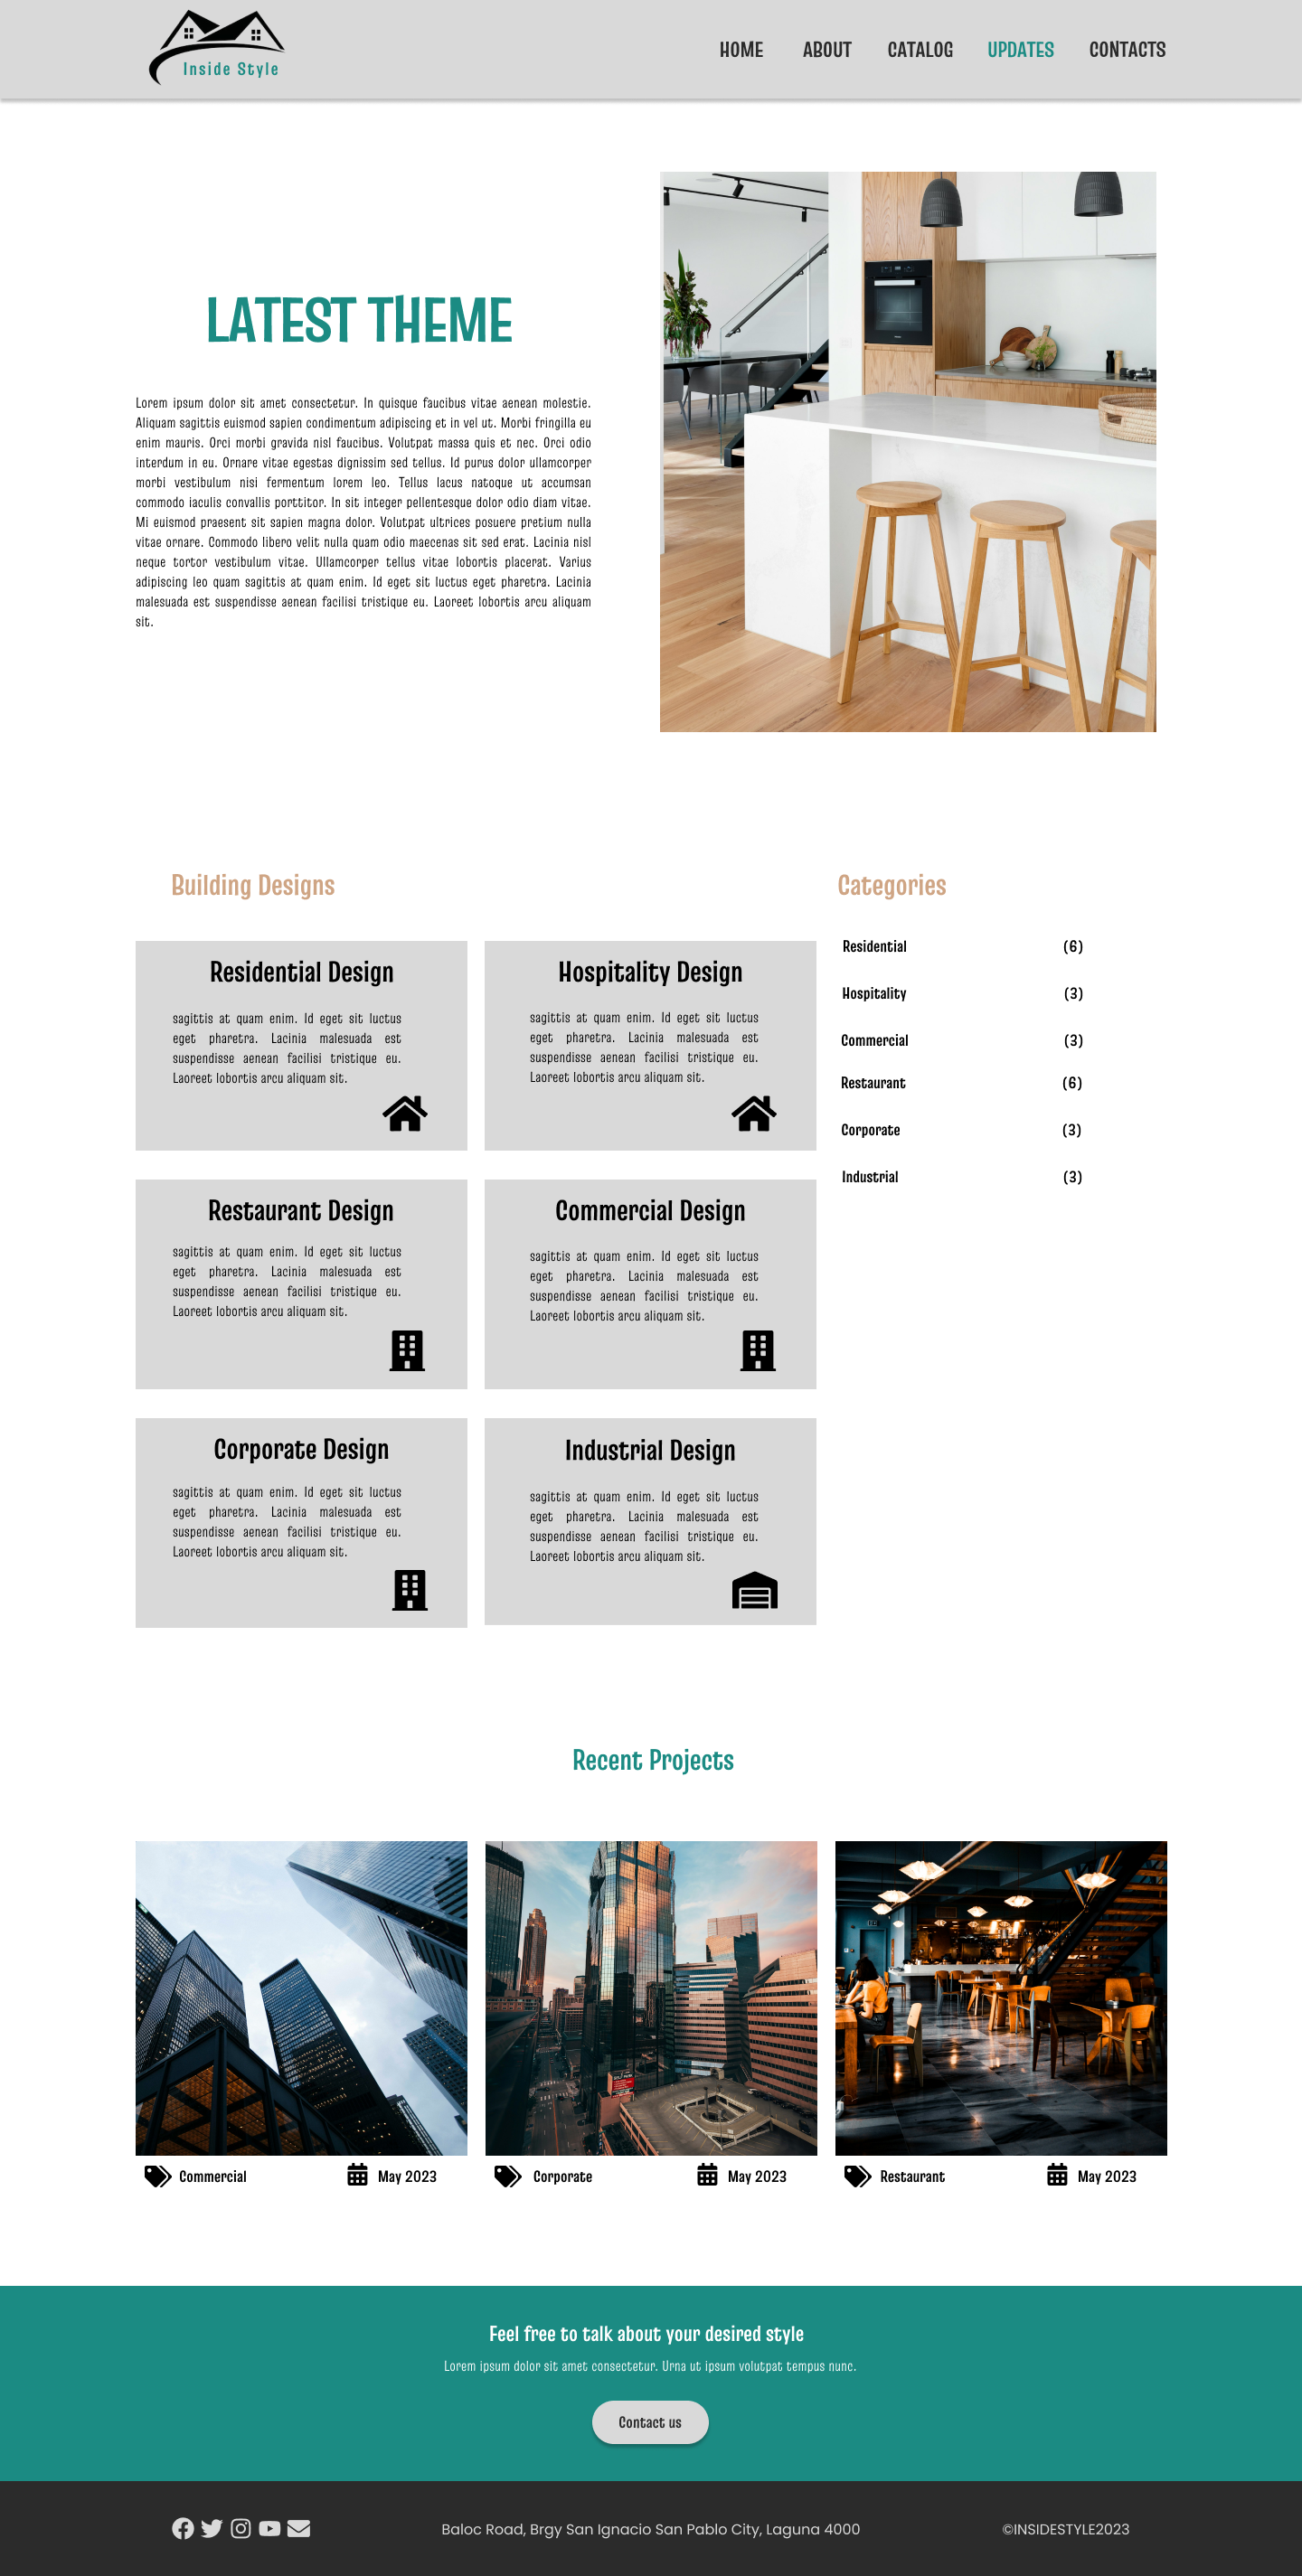 Inside Style
HOME ABOUT CATALOG UPDATES CONTACTS
LATEST THEME
Lorem ipsum dolor sit amet consectetur. In quisque faucibus vitae aenean molestie.
Aliquam sagittis euismod sapien condimentum adipiscing et in vel ut. Morbi fringilla eu
enim mauris. Orci morbi gravida nisl faucibus. Volutpat massa quis et nec. Orci odio
interdum in eu. Ornare vitae egestas dignissim sed tellus. Id purus dolor ullamcorper
morbi vestibulum nisi fermentum lorem leo. Tellus lacus natoque ut accumsan
commodo iaculis convallis porttitor. In sit integer pellentesque dolor odio diam vitae.
Mi euismod praesent sit sapien magna dolor. Volutpat ultrices posuere pretium nulla
vitae ornare. Commodo libero velit nulla quam odio maecenas sit sed erat. Lacinia nisl
neque tortor vestibulum vitae. Ullamcorper tellus vitae lobortis placerat. Varius
adipiscing leo quam sagittis at quam enim. Id eget sit luctus eget pharetra. Lacinia
malesuada est suspendisse aenean facilisi tristique eu. Laoreet lobortis arcu aliquam
sit.
Building Designs
Residential Design
sagittis at quam enim. Id eget sit luctus
eget pharetra. Lacinia malesuada est
suspendisse aenean facilisi tristique eu.
Laoreet lobortis arcu aliquam sit.
Hospitality Design
sagittis at quam enim. Id eget sit luctus
eget pharetra. Lacinia malesuada est
suspendisse aenean facilisi tristique eu.
Laoreet lobortis arcu aliquam sit.
Restaurant Design
sagittis at quam enim. Id eget sit luctus
eget pharetra. Lacinia malesuada est
suspendisse aenean facilisi tristique eu.
Laoreet lobortis arcu aliquam sit.
Commercial Design
sagittis at quam enim. Id eget sit luctus
eget pharetra. Lacinia malesuada est
suspendisse aenean facilisi tristique eu.
Laoreet lobortis arcu aliquam sit.
Corporate Design
sagittis at quam enim. Id eget sit luctus
eget pharetra. Lacinia malesuada est
suspendisse aenean facilisi tristique eu.
Laoreet lobortis arcu aliquam sit.
Industrial Design
sagittis at quam enim. Id eget sit luctus
eget pharetra. Lacinia malesuada est
suspendisse aenean facilisi tristique eu.
Laoreet lobortis arcu aliquam sit.
Categories
Residential (6)
Hospitality (3)
Commercial (3)
Restaurant (6)
Corporate (3)
Industrial (3)
Recent Projects
Commercial May 2023
Corporate May 2023
Restaurant May 2023
Feel free to talk about your desired style
Lorem ipsum dolor sit amet consectetur. Urna ut ipsum volutpat tempus nunc.
Contact us
Baloc Road, Brgy San Ignacio San Pablo City, Laguna 4000
©INSIDESTYLE2023